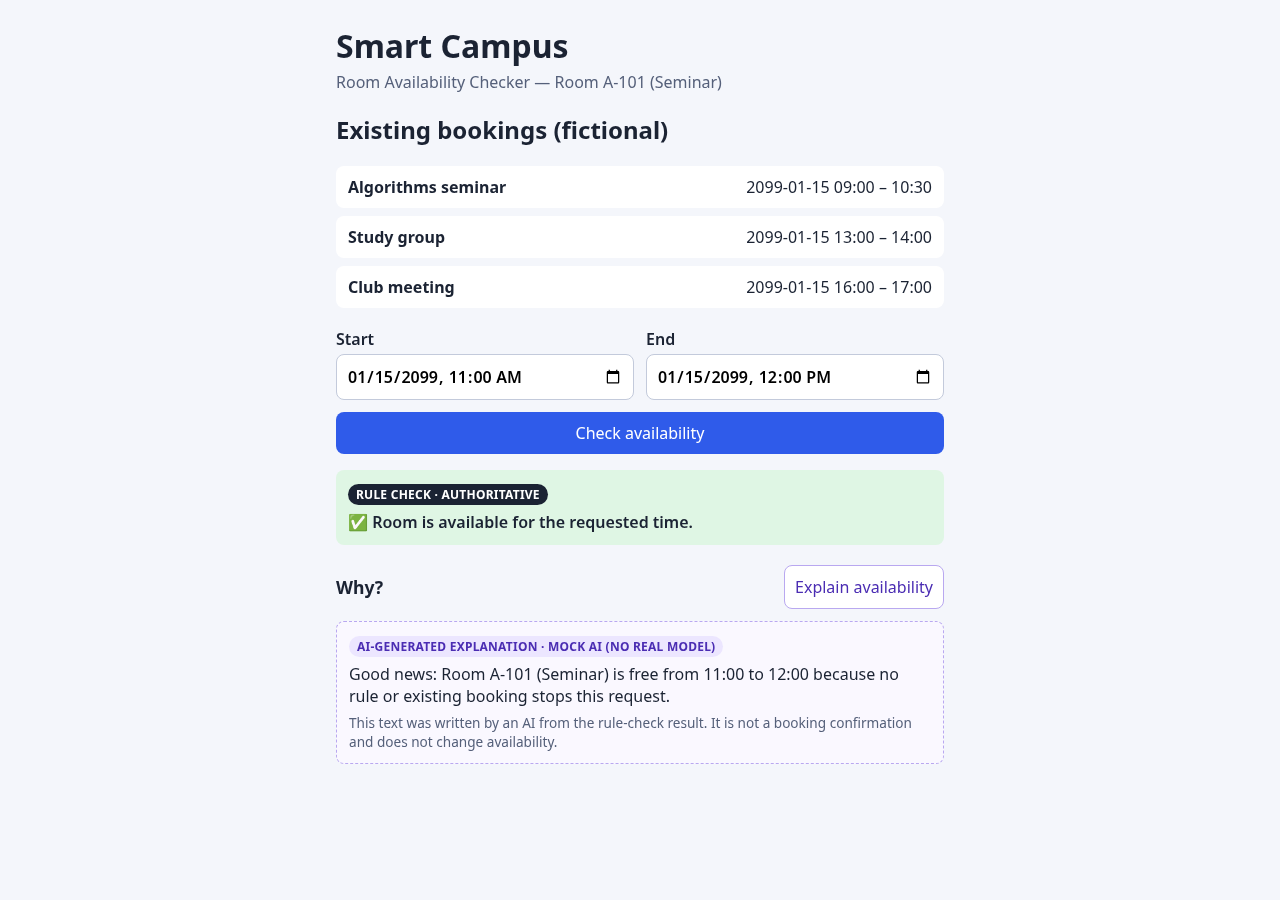 Smart Campus
Room Availability Checker — Room A-101 (Seminar)
Existing bookings (fictional)
Algorithms seminar 2099-01-15 09:00 – 10:30
Study group 2099-01-15 13:00 – 14:00
Club meeting 2099-01-15 16:00 – 17:00
Start End
01/15/2099, 11:00 AM 01/15/2099, 12:00 PM
Check availability
RULE CHECK · AUTHORITATIVE
✅ Room is available for the requested time.
Why? Explain availability
AI-GENERATED EXPLANATION · MOCK AI (NO REAL MODEL)
Good news: Room A-101 (Seminar) is free from 11:00 to 12:00 because no
rule or existing booking stops this request.
This text was written by an AI from the rule-check result. It is not a booking confirmation
and does not change availability.